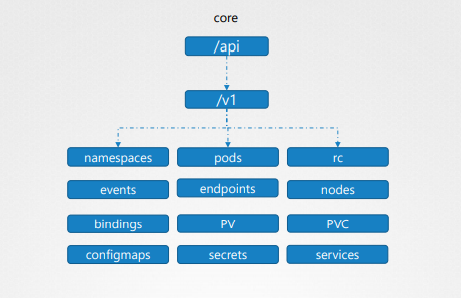 core
/api
/v1
namespaces pods rc
events endpoints nodes
bindings PV PVC
configmaps secrets services